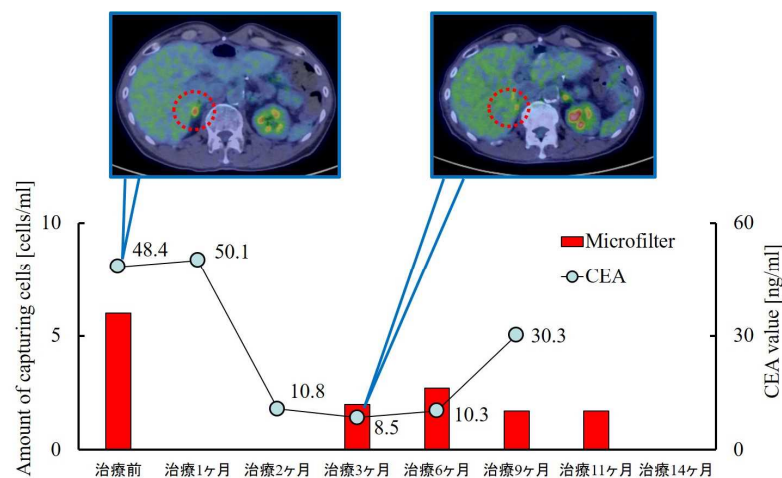 Amount of capturing cells [cells/ml]
10
5
0
48.4
50.1
10.8
8.5
10.3
30.3
Microfilter
CEA
60
30
0
CEA value [ng/ml]
治療前 治療1ヶ月 治療2ヶ月 治療3ヶ月 治療6ヶ月 治療9ヶ月 治療11ヶ月 治療14ヶ月